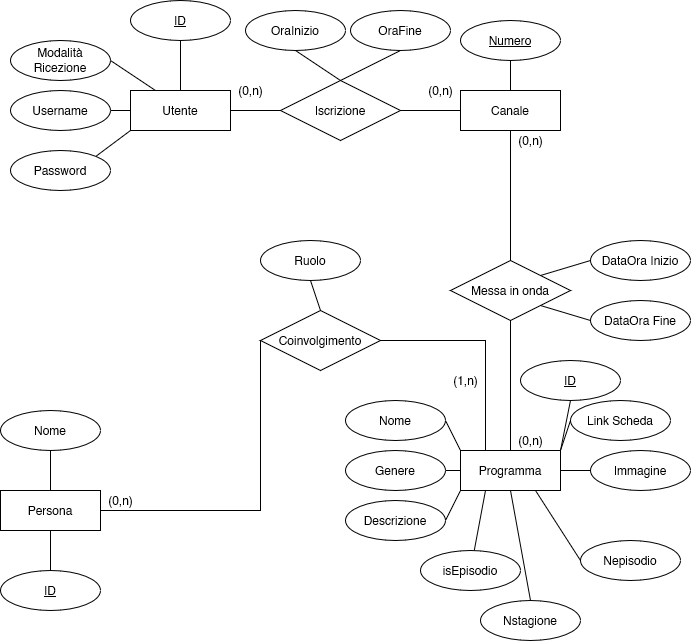 ID
OraInizio
OraFine
Numero
Modalità
Ricezione
Username
Password
Utente
(0,n)
Iscrizione
(0,n)
Canale
(0,n)
Ruolo
DataOra Inizio
Messa in onda
DataOra Fine
Coinvolgimento
(1,n)
ID
Nome
Link Scheda
Nome
(0,n)
Genere
Programma
Immagine
Persona
(0,n)
Descrizione
isEpisodio
Nepisodio
ID
Nstagione